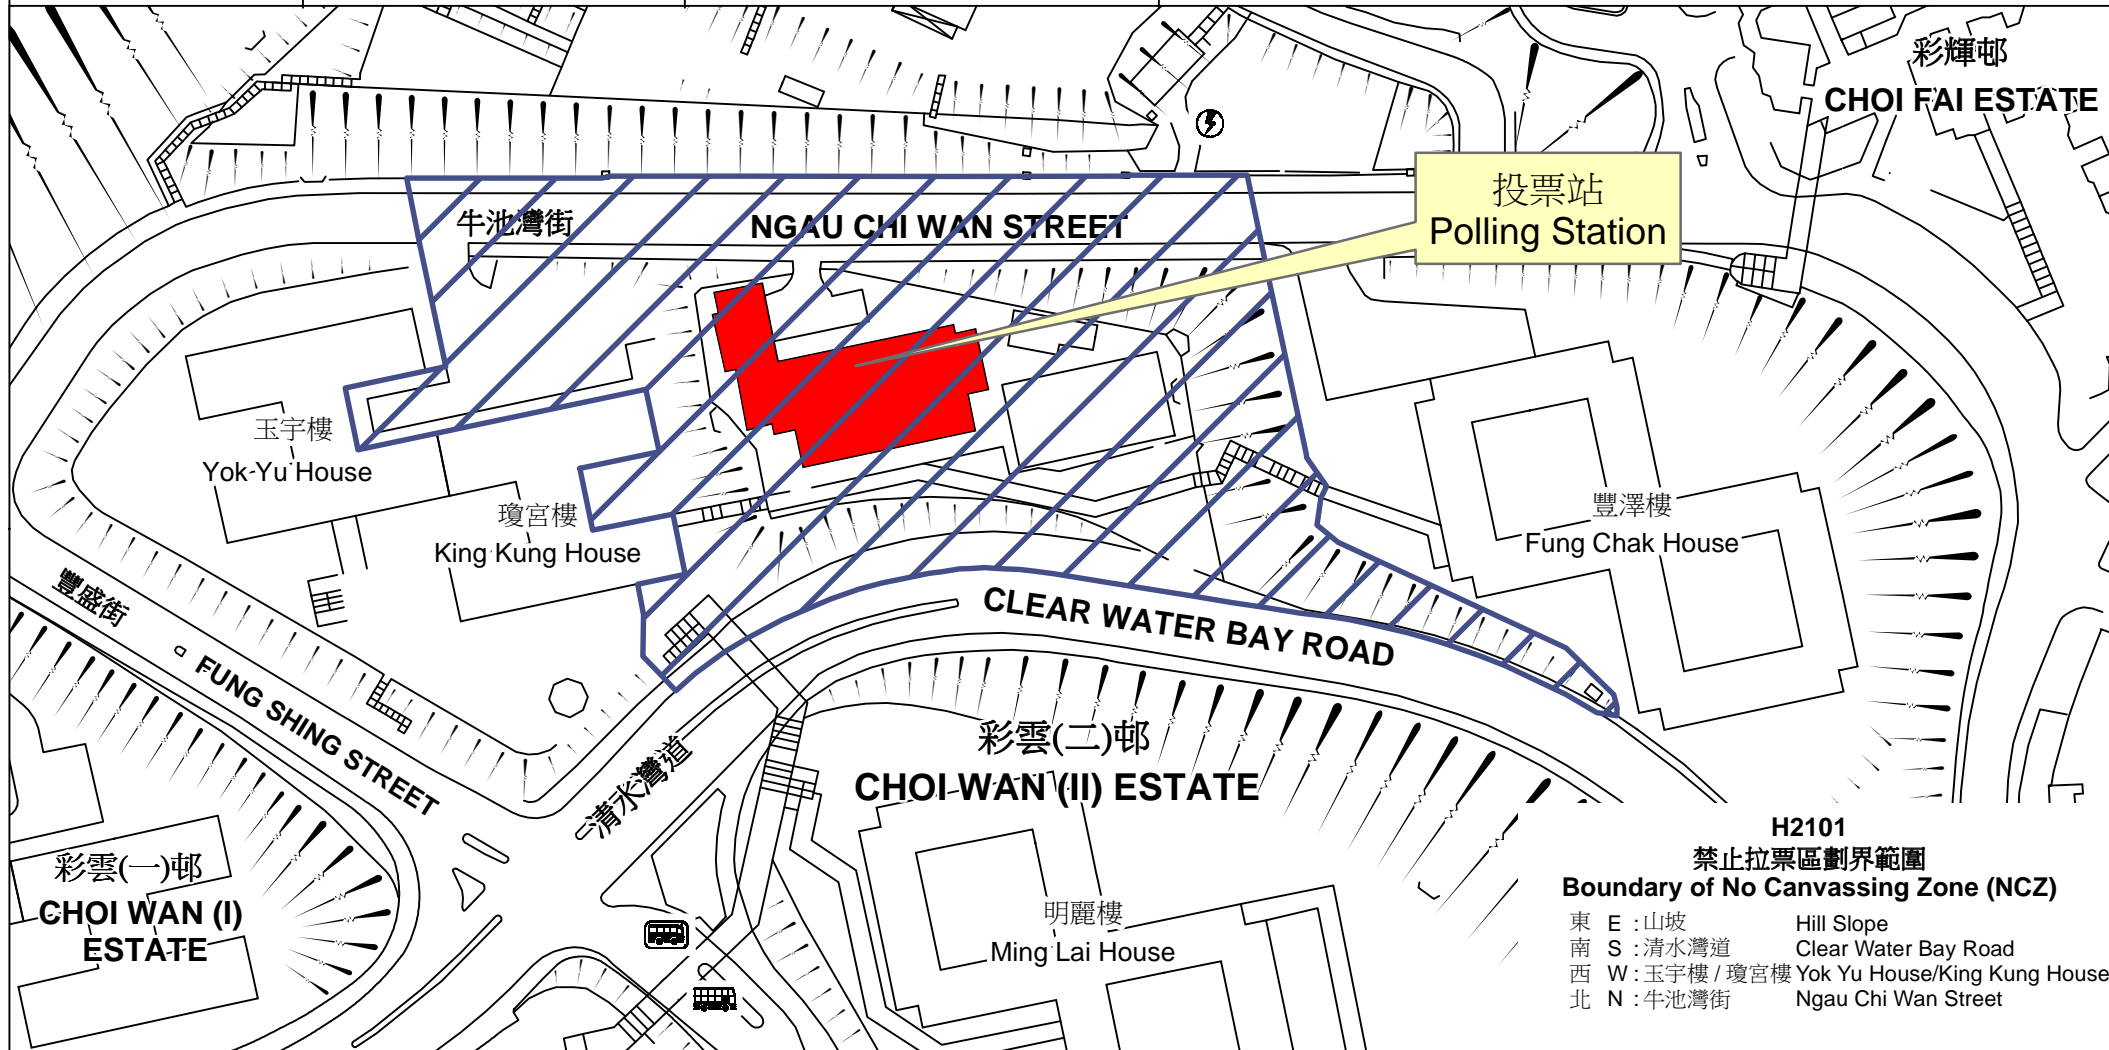 彩輝邨
CHOI FAI ESTATE
投票站
Polling Station
牛池灣街
NGAU CHI WAN STREET
玉宇樓
Yok-Yu House
瓊宮樓
King Kung House
豐澤樓
Fung Chak House
豐盛街
FUNG SHING STREET
CLEAR WATER BAY ROAD
清水灣道
彩雲(二)邨
CHOI WAN (II) ESTATE
彩雲(一)邨
CHOI WAN (I)
ESTATE
明麗樓
Ming Lai House
H2101
禁止拉票區劃界範圍
Boundary of No Canvassing Zone (NCZ)
東 E : 山坡 Hill Slope
南 S : 清水灣道 Clear Water Bay Road
西 W : 玉宇樓 / 瓊宮樓 Yok Yu House/King Kung House
北 N : 牛池灣街 Ngau Chi Wan Street